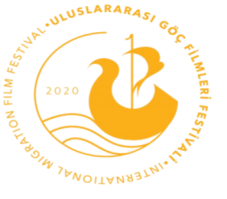 ULUSLARARASI GÖÇ FİLMLERİ FESTİVALİ • INTERNATIONAL MIGRATION FILM FESTIVAL •
2020